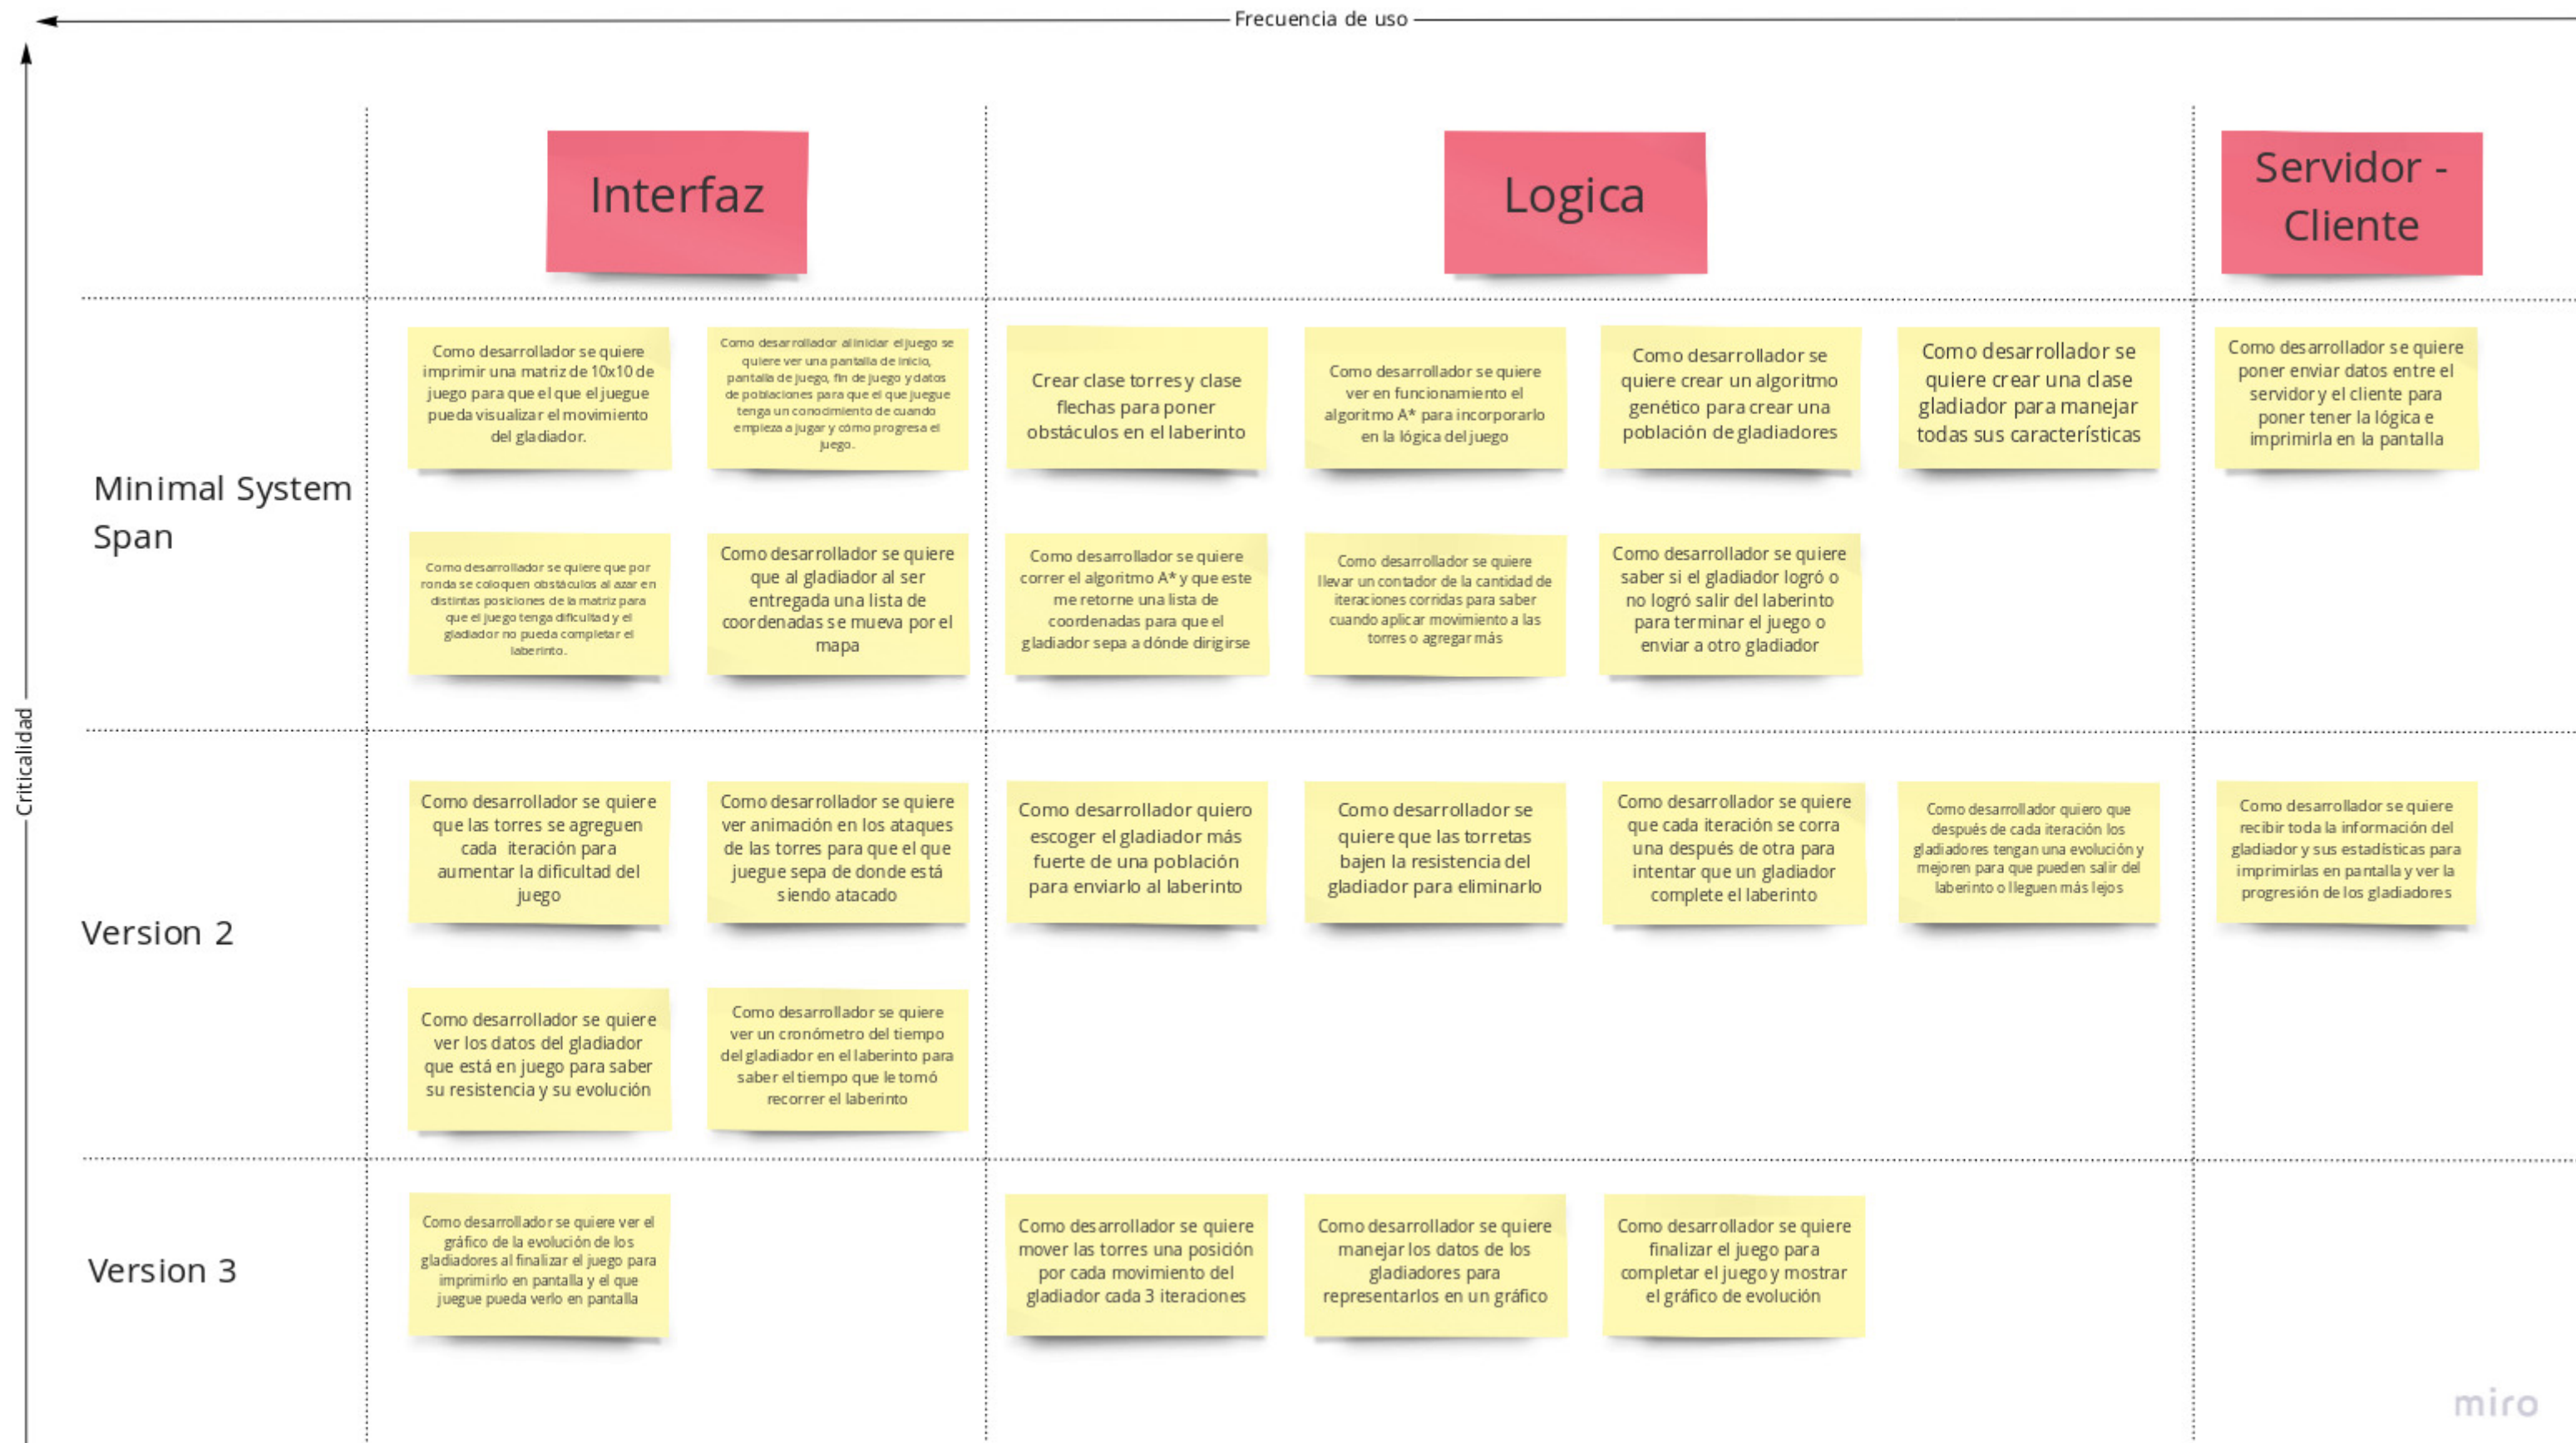 Frecuencia de uso
Criticalidad
Interfaz
Logica
Servidor -
Cliente
Minimal System
Span
Como desarrollador se quiere
imprimir una matriz de 10x10 de
juego para que el que el juegue
pueda visualizar el movimiento
del gladiador.
Como desarrollador al iniciar el juego se
quiere ver una pantalla de inicio,
pantalla de juego, fin de juego y datos
de poblaciones para que el que juegue
tenga un conocimiento de cuando
empieza a jugar y cómo progresa el
juego.
Crear clase torres y clase
flechas para poner
obstáculos en el laberinto
Como desarrollador se quiere
ver en funcionamiento el
algoritmo A* para incorporarlo
en la lógica del juego
Como desarrollador se
quiere crear un algoritmo
genético para crear una
población de gladiadores
Como desarrollador se
quiere crear una clase
gladiador para manejar
todas sus características
Como desarrollador se quiere
poner enviar datos entre el
servidor y el cliente para
poner tener la lógica e
imprimirla en la pantalla
Como desarrollador se quiere que por
ronda se coloquen obstáculos al azar en
distintas posiciones de la matriz para
que el juego tenga dificultad y el
gladiador no pueda completar el
laberinto.
Como desarrollador se quiere
que al gladiador al ser
entregada una lista de
coordenadas se mueva por el
mapa
Como desarrollador se quiere
correr el algoritmo A* y que este
me retorne una lista de
coordenadas para que el
gladiador sepa a dónde dirigirse
Como desarrollador se quiere
llevar un contador de la cantidad de
iteraciones corridas para saber
cuando aplicar movimiento a las
torres o agregar más
Como desarrollador se quiere
saber si el gladiador logró o
no logró salir del laberinto
para terminar el juego o
enviar a otro gladiador
Version 2
Como desarrollador se quiere
que las torres se agreguen
cada iteración para
aumentar la dificultad del
juego
Como desarrollador se quiere
ver animación en los ataques
de las torres para que el que
juegue sepa de donde está
siendo atacado
Como desarrollador quiero
escoger el gladiador más
fuerte de una población
para enviarlo al laberinto
Como desarrollador se
quiere que las torretas
bajen la resistencia del
gladiador para eliminarlo
Como desarrollador se quiere
que cada iteración se corra
una después de otra para
intentar que un gladiador
complete el laberinto
Como desarrollador quiero que
después de cada iteración los
gladiadores tengan una evolución y
mejoren para que pueden salir del
laberinto o lleguen más lejos
Como desarrollador se quiere
recibir toda la información del
gladiador y sus estadísticas para
imprimirlas en pantalla y ver la
progresión de los gladiadores
Como desarrollador se quiere
ver los datos del gladiador
que está en juego para saber
su resistencia y su evolución
Como desarrollador se quiere
ver un cronómetro del tiempo
del gladiador en el laberinto para
saber el tiempo que le tomó
recorrer el laberinto
Version 3
Como desarrollador se quiere ver el
gráfico de la evolución de los
gladiadores al finalizar el juego para
imprimirlo en pantalla y el que
juegue pueda verlo en pantalla
Como desarrollador se quiere
mover las torres una posición
por cada movimiento del
gladiador cada 3 iteraciones
Como desarrollador se quiere
manejar los datos de los
gladiadores para
representarlos en un gráfico
Como desarrollador se quiere
finalizar el juego para
completar el juego y mostrar
el gráfico de evolución
miro